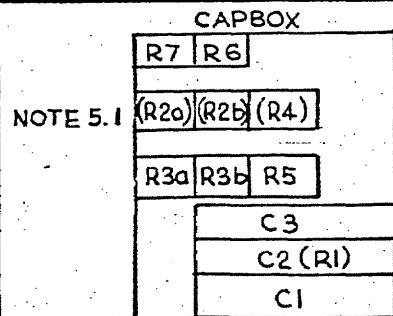 CAPBOX
R7 R6
NOTE 5.1 (R2a) (R2b) (R4)
R3a R3b R5
C3
C2 (R1)
C1